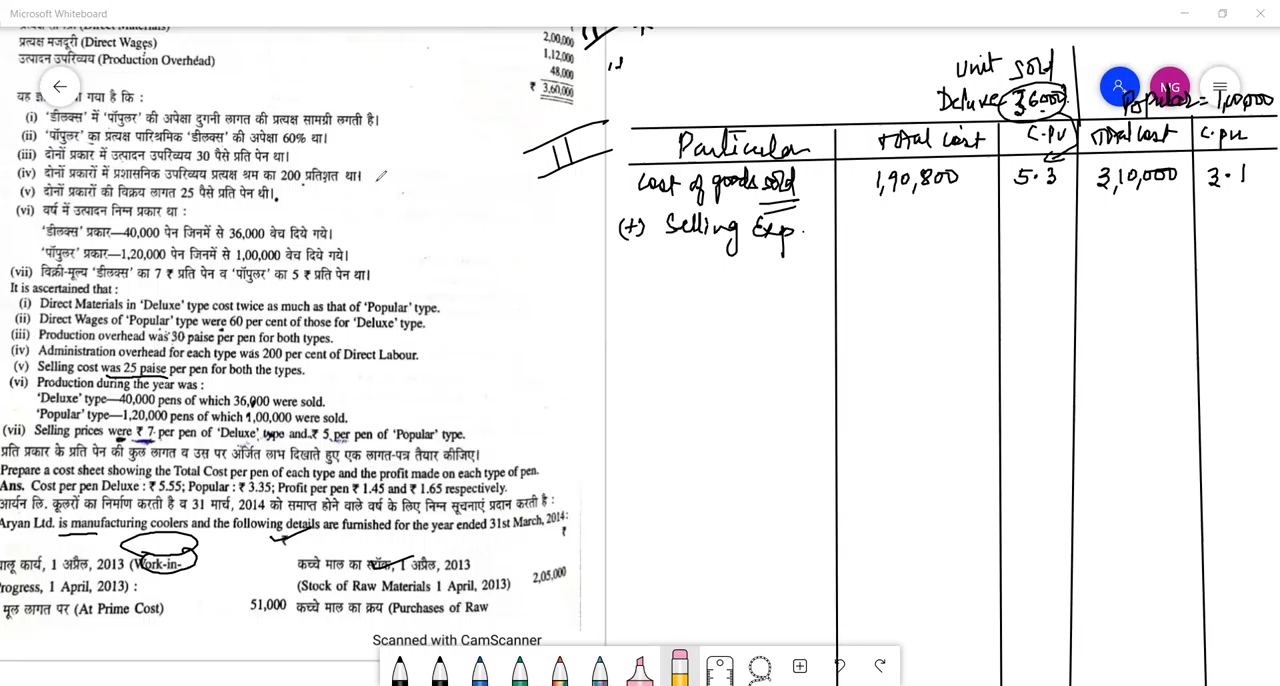 Microsoft Whiteboard
प्रत्यक्ष मजदूरी (Direct Wages) 2,00,000
उत्पादन उपरिव्यय (Production Overhead) 1,12,000
48,000
₹ 3,60,000
गया है कि :
(i) 'डीलक्स' में 'पॉपुलर' की अपेक्षा दुगनी लागत की प्रत्यक्ष सामग्री लगती है।
(ii) 'पॉपुलर' का प्रत्यक्ष पारिश्रमिक 'डीलक्स' की अपेक्षा 60% था।
(iii) दोनों प्रकार में उत्पादन उपरिव्यय 30 पैसे प्रति पेन था।
(iv) दोनों प्रकारों में प्रशासनिक उपरिव्यय प्रत्यक्ष श्रम का 200 प्रतिशत था।
(v) दोनों प्रकारों की विक्रय लागत 25 पैसे प्रति पेन थी।
(vi) वर्ष में उत्पादन निम्न प्रकार था :
'डीलक्स' प्रकार—40,000 पेन जिनमें से 36,000 बेच दिये गये।
'पॉपुलर' प्रकार—1,20,000 पेन जिनमें से 1,00,000 बेच दिये गये।
(vii) विक्री-मूल्य 'डीलक्स' का 7 ₹ प्रति पेन व 'पॉपुलर' का 5 ₹ प्रति पेन था।
It is ascertained that :
(i) Direct Materials in 'Deluxe' type cost twice as much as that of 'Popular' type.
(ii) Direct Wages of 'Popular' type were 60 per cent of those for 'Deluxe' type.
(iii) Production overhead was 30 paise per pen for both types.
(iv) Administration overhead for each type was 200 per cent of Direct Labour.
(v) Selling cost was 25 paise per pen for both the types.
(vi) Production during the year was :
'Deluxe' type—40,000 pens of which 36,000 were sold.
'Popular' type—1,20,000 pens of which 1,00,000 were sold.
(vii) Selling prices were ₹ 7 per pen of 'Deluxe' type and ₹ 5 per pen of 'Popular' type.
प्रति प्रकार के प्रति पेन की कुल लागत व उस पर अर्जित लाभ दिखाते हुए एक लागत-पत्र तैयार कीजिए।
Prepare a cost sheet showing the Total Cost per pen of each type and the profit made on each type of pen.
Ans. Cost per pen Deluxe : ₹ 5.55; Popular : ₹ 3.35; Profit per pen ₹ 1.45 and ₹ 1.65 respectively.
आर्यन लि. कूलरों का निर्माण करती है व 31 मार्च, 2014 को समाप्त होने वाले वर्ष के लिए निम्न सूचनाएं प्रदान करती है :
Aryan Ltd. is manufacturing coolers and the following details are furnished for the year ended 31st March, 2014:
₹
चालू कार्य, 1 अप्रैल, 2013 (Work-in- कच्चे माल का स्टॉक, 1 अप्रैल, 2013
rogress, 1 April, 2013) : (Stock of Raw Materials 1 April, 2013) 2,05,000
मूल लागत पर (At Prime Cost) 51,000 कच्चे माल का क्रय (Purchases of Raw
Scanned with CamScanner
Unit sold
Deluxe - 36000 Popular = 1,00,000
MG
Particular Total Cost C.P.U Total Cost C.P.U
Cost of goods sold 1,90,800 5.3 3,10,000 3.1
(+) Selling Exp.
II